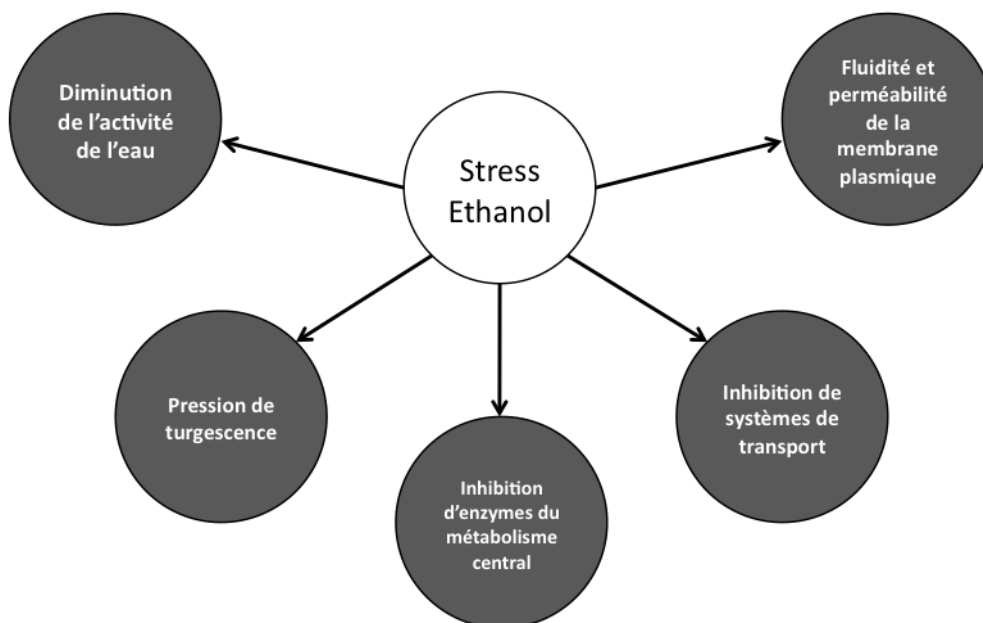 Diminution
de l'activité
de l'eau
Stress
Ethanol
Fluidité et
perméabilité
de la
membrane
plasmique
Pression de
turgescence
Inhibition
d'enzymes du
métabolisme
central
Inhibition de
systèmes de
transport